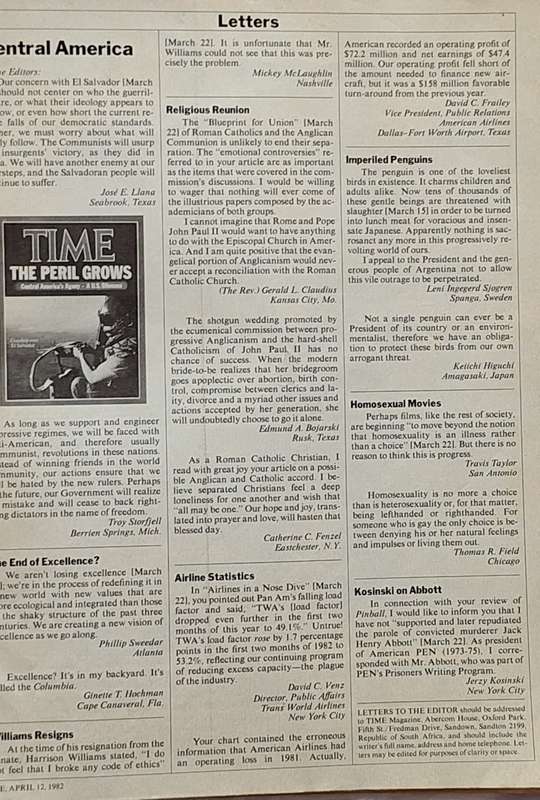 Letters
entral America
e Editors:
Our concern with El Salvador [March
should not center on who the guerril-
re, or what their ideology appears to
ow, or even how short the current re-
falls of our democratic standards.
her, we must worry about what will
ly follow. The Communists will usurp
insurgents' victory, as they did in
a. We will have another enemy at our
steps, and the Salvadoran people will
tinue to suffer.
José E. Llana
Seabrook, Texas
TIME
THE PERIL GROWS
Central America's Agony - A U.S. Dilemma
El Salvador
As long as we support and engineer
pressive regimes, we will be faced with
ti-American, and therefore usually
mmunist, revolutions in these nations.
stead of winning friends in the world
mmunity, our actions ensure that we
ll be hated by the new rulers. Perhaps
the future, our Government will realize
mistake and will cease to back right-
ng dictators in the name of freedom.
Troy Storfjell
Berrien Springs, Mich.
he End of Excellence?
We aren't losing excellence [March
]; we're in the process of redefining it in
new world with new values that are
ore ecological and integrated than those
the shaky structure of the past three
enturies. We are creating a new vision of
cellence as we go along.
Phillip Sweedar
Atlanta
Excellence? It's in my backyard. It's
lled the Columbia.
Ginette T. Hochman
Cape Canaveral, Fla.
illiams Resigns
At the time of his resignation from the
nate, Harrison Williams stated, "I do
t feel that I broke any code of ethics"
[March 22]. It is unfortunate that Mr.
Williams could not see that this was pre-
cisely the problem.
Mickey McLaughlin
Nashville
Religious Reunion
The "Blueprint for Union" [March
22] of Roman Catholics and the Anglican
Communion is unlikely to end their sepa-
ration. The "emotional controversies" re-
ferred to in your article are as important
as the items that were covered in the com-
mission's discussions. I would be willing
to wager that nothing will ever come of
the illustrious papers composed by the ac-
ademicians of both groups.
I cannot imagine that Rome and Pope
John Paul II would want to have anything
to do with the Episcopal Church in Amer-
ica. And I am quite positive that the evan-
gelical portion of Anglicanism would nev-
er accept a reconciliation with the Roman
Catholic Church.
(The Rev.) Gerald L. Claudius
Kansas City, Mo.
The shotgun wedding promoted by
the ecumenical commission between pro-
gressive Anglicanism and the hard-shell
Catholicism of John Paul II has no
chance of success. When the modern
bride-to-be realizes that her bridegroom
goes apoplectic over abortion, birth con-
trol, compromise between clerics and la-
ity, divorce and a myriad other issues and
actions accepted by her generation, she
will undoubtedly choose to go it alone.
Edmund A. Bojarski
Rusk, Texas
As a Roman Catholic Christian, I
read with great joy your article on a possi-
ble Anglican and Catholic accord. I be-
lieve separated Christians feel a deep
loneliness for one another and wish that
"all may be one." Our hope and joy, trans-
lated into prayer and love, will hasten that
blessed day.
Catherine C. Fenzel
Eastchester, N.Y.
Airline Statistics
In "Airlines in a Nose Dive" [March
22], you pointed out Pan Am's falling load
factor and said, "TWA's [load factor]
dropped even further in the first two
months of this year to 49.1%." Untrue!
TWA's load factor rose by 1.7 percentage
points in the first two months of 1982 to
53.2%, reflecting our continuing program
of reducing excess capacity—the plague
of the industry.
David C. Venz
Director, Public Affairs
Trans World Airlines
New York City
Your chart contained the erroneous
information that American Airlines had
an operating loss in 1981. Actually,
American recorded an operating profit of
$72.2 million and net earnings of $47.4
million. Our operating profit fell short of
the amount needed to finance new air-
craft, but it was a $158 million favorable
turn-around from the previous year.
David C. Frailey
Vice President, Public Relations
American Airlines
Dallas-Fort Worth Airport, Texas
Imperiled Penguins
The penguin is one of the loveliest
birds in existence. It charms children and
adults alike. Now tens of thousands of
these gentle beings are threatened with
slaughter [March 15] in order to be turned
into lunch meat for voracious and insen-
sate Japanese. Apparently nothing is sac-
rosanct any more in this progressively re-
volting world of ours.
I appeal to the President and the gen-
erous people of Argentina not to allow
this vile outrage to be perpetrated.
Leni Ingegerd Sjogren
Spanga, Sweden
Not a single penguin can ever be a
President of its country or an environ-
mentalist, therefore we have an obliga-
tion to protect these birds from our own
arrogant threat.
Keiichi Higuchi
Amagasaki, Japan
Homosexual Movies
Perhaps films, like the rest of society,
are beginning "to move beyond the notion
that homosexuality is an illness rather
than a choice" [March 22]. But there is no
reason to think this is progress.
Travis Taylor
San Antonio
Homosexuality is no more a choice
than is heterosexuality or, for that matter,
being lefthanded or righthanded. For
someone who is gay the only choice is be-
tween denying his or her natural feelings
and impulses or living them out.
Thomas R. Field
Chicago
Kosinski on Abbott
In connection with your review of
Pinball, I would like to inform you that I
have not "supported and later repudiated
the parole of convicted murderer Jack
Henry Abbott" [March 22]. As president
of American PEN (1973-75), I corre-
sponded with Mr. Abbott, who was part of
PEN's Prisoners Writing Program.
Jerzy Kosinski
New York City
LETTERS TO THE EDITOR should be addressed
to TIME Magazine, Abercom House, Oxford Park,
Fifth St./Fredman Drive, Sandown, Sandton 2199,
Republic of South Africa, and should include the
writer's full name, address and home telephone. Let-
ters may be edited for purposes of clarity or space.
E, APRIL 12, 1982